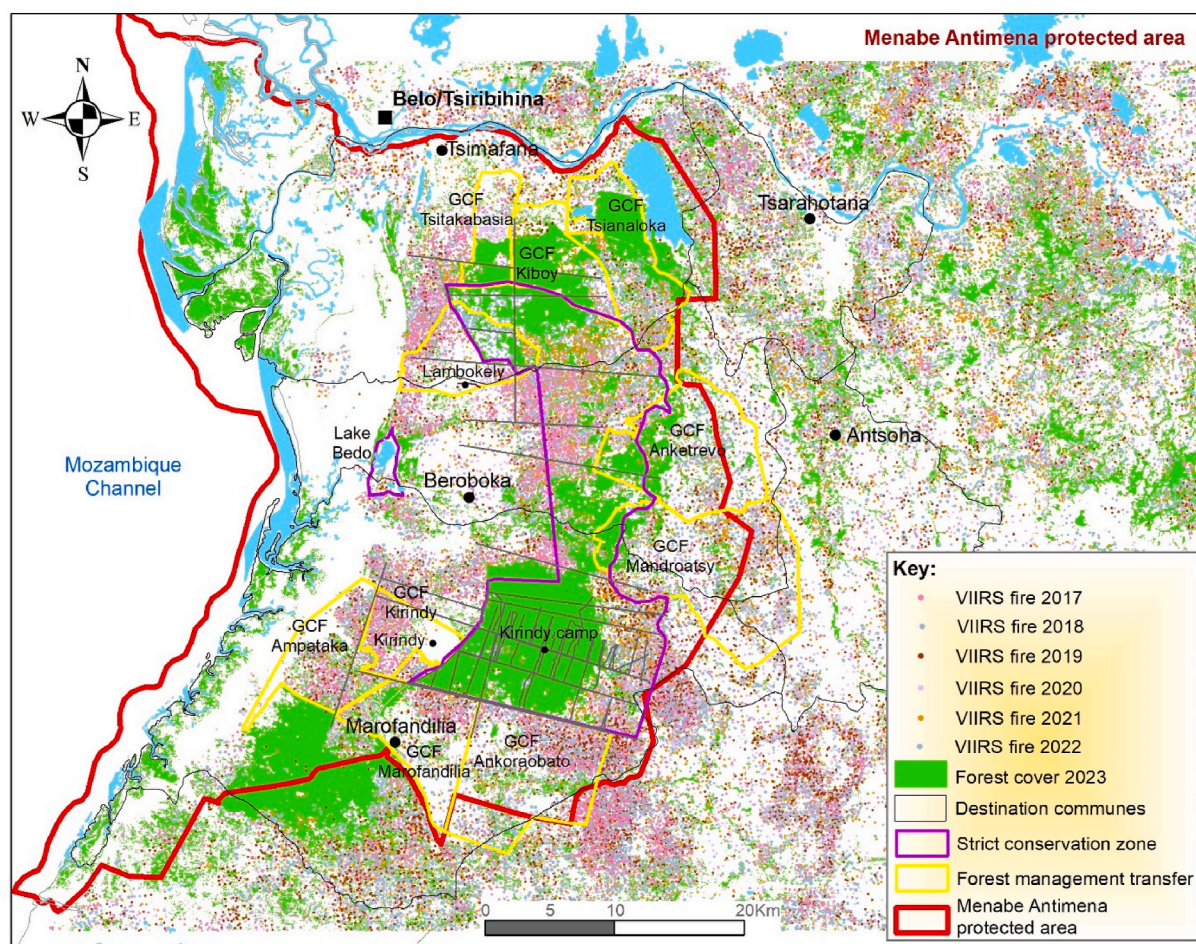 Menabe Antimena protected area
N
W
E
S
Belo/Tsiribihina
Tsimafana
GCF
Tsitakabasia
GCF
Tsianaloka
Tsarahotana
GCF
Kiboy
Lambokely
Lake
Bedo
GCF
Anketrevo
Antsoha
Mozambique
Channel
Beroboka
GCF
Mandroatsy
GCF
Kirindy
GCF
Ampataka
Kirindy
Kirindy camp
Marofandilia
GCF
Marofandilia
GCF
Ankoraobato
Key:
VIIRS fire 2017
VIIRS fire 2018
VIIRS fire 2019
VIIRS fire 2020
VIIRS fire 2021
VIIRS fire 2022
Forest cover 2023
Destination communes
Strict conservation zone
Forest management transfer
Menabe Antimena
protected area
0 5 10 20Km